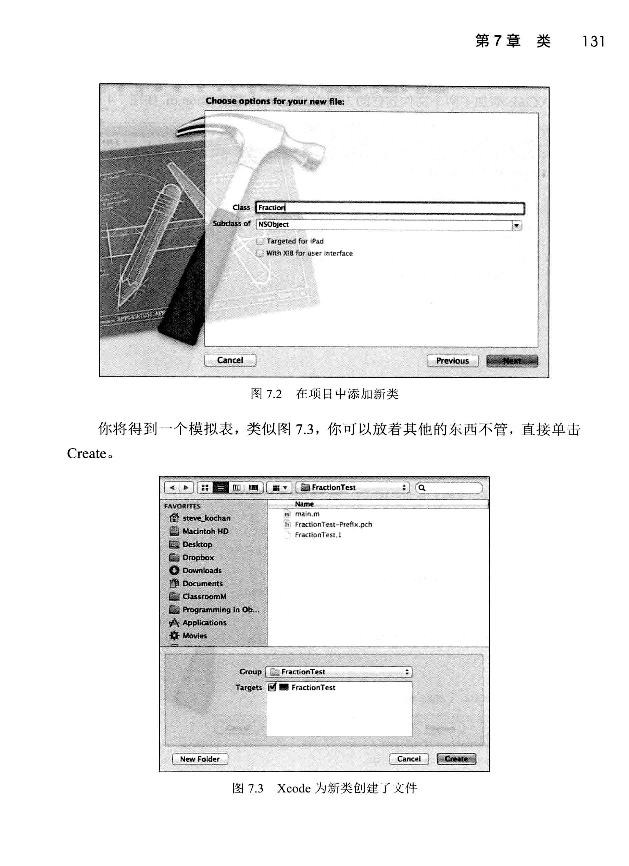 第7章 类 131
Choose options for your new file:
Class Fraction
Subclass of NSObject
Targeted for iPad
With XIB for user interface
Cancel Previous Next
图 7.2 在项目中添加新类
你将得到一个模拟表，类似图 7.3，你可以放着其他的东西不管，直接单击
Create。
FractionTest
FAVORITES Name
steve_kochan main.m
Macintosh HD FractionTest-Prefix.pch
Desktop FractionTest.1
Dropbox
Downloads
Documents
ClassroomM
Programming in Ob...
Applications
Movies
Group FractionTest
Targets FractionTest
New Folder Cancel Create
图 7.3 Xcode 为新类创建了文件